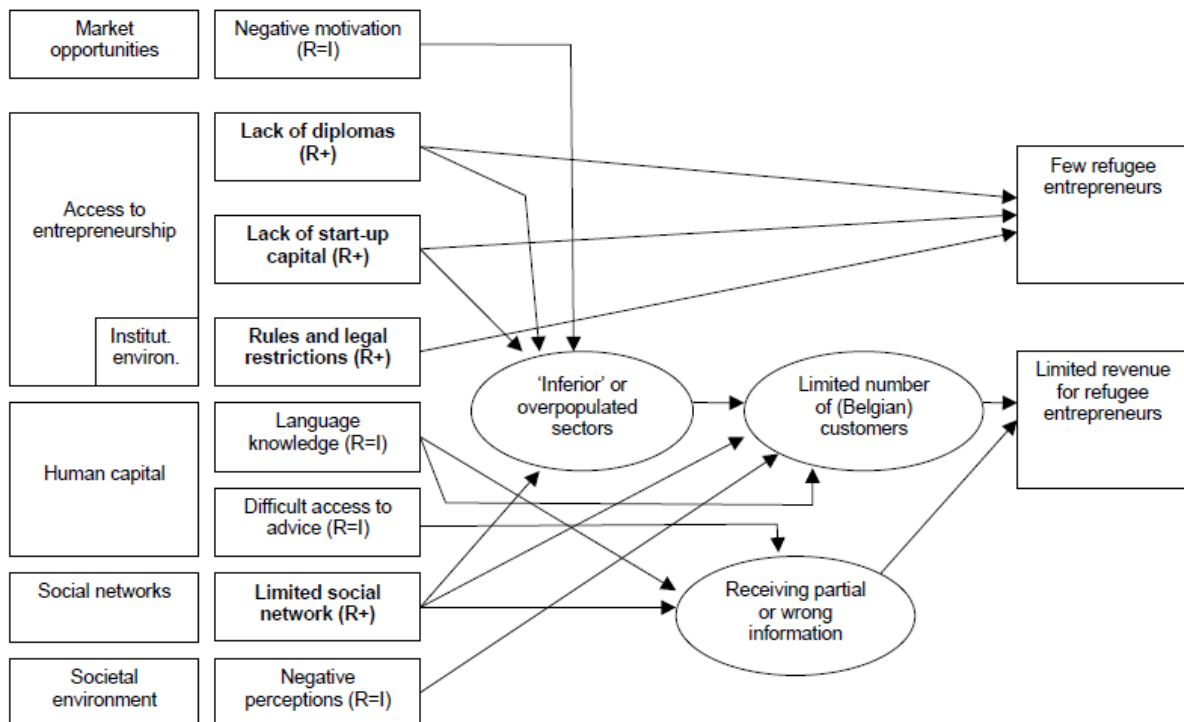 Market
opportunities
Negative motivation
(R=I)
Lack of diplomas
(R+)
Few refugee
entrepreneurs
Access to
entrepreneurship
Lack of start-up
capital (R+)
Institut.
environ.
Rules and legal
restrictions (R+)
‘Inferior’ or
overpopulated
sectors
Limited number
of (Belgian)
customers
Limited revenue
for refugee
entrepreneurs
Human capital
Language
knowledge (R=I)
Difficult access to
advice (R=I)
Social networks
Limited social
network (R+)
Receiving partial
or wrong
information
Societal
environment
Negative
perceptions (R=I)